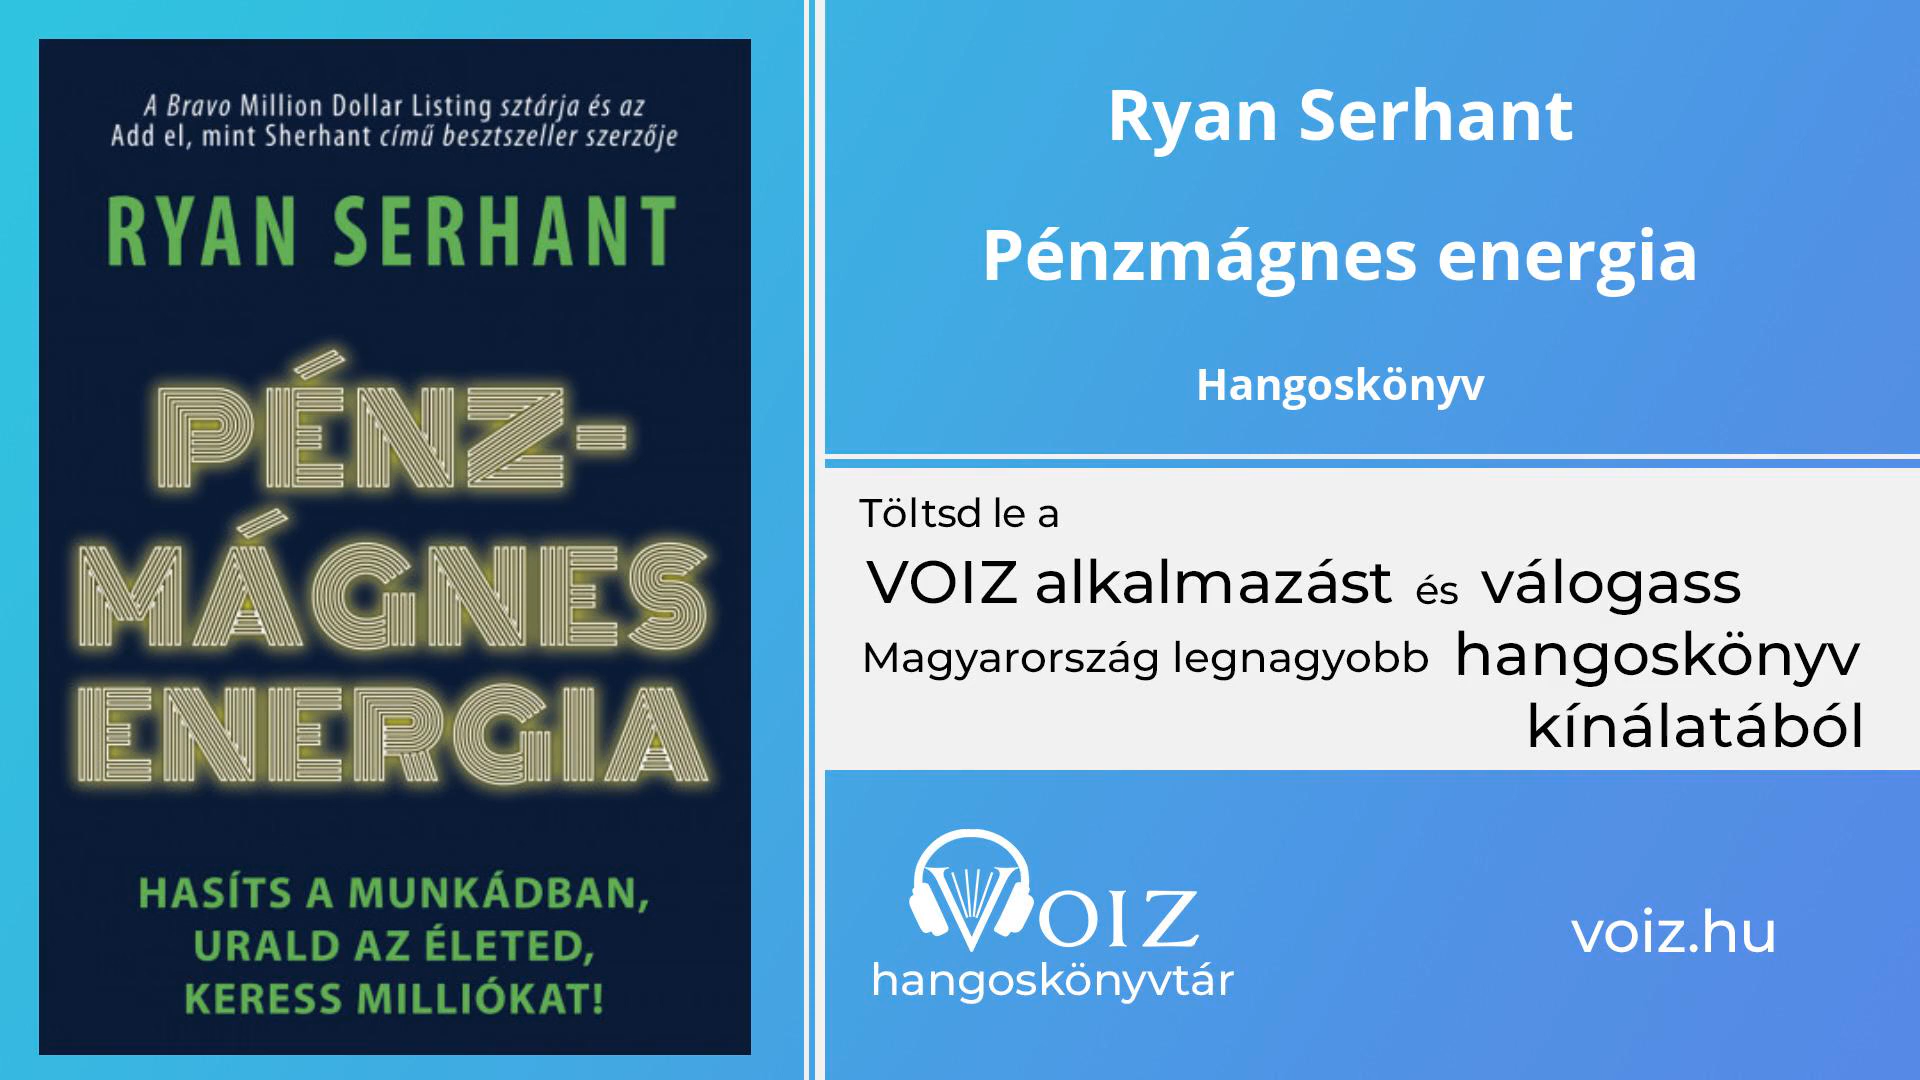 A Bravo Million Dollar Listing sztárja és az
Add el, mint Sherhant című besztszeller szerzője
RYAN SERHANT
PÉNZ-
MÁGNES
ENERGIA
HASÍTS A MUNKÁDBAN,
URALD AZ ÉLETED,
KERESS MILLIÓKAT!
Ryan Serhant
Pénzmágnes energia
Hangoskönyv
Töltsd le a
VOIZ alkalmazást és válogass
Magyarország legnagyobb hangoskönyv
kínálatából
VOIZ
hangoskönyvtár
voiz.hu